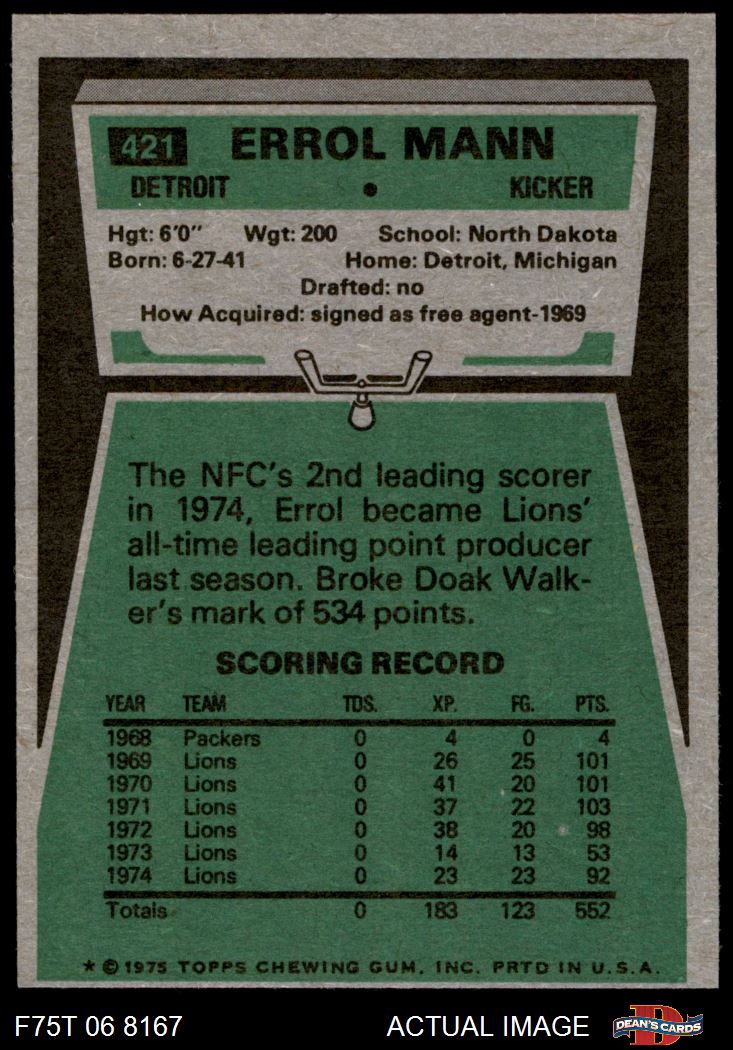 421 ERROL MANN
DETROIT • KICKER
Hgt: 6'0" Wgt: 200 School: North Dakota
Born: 6-27-41 Home: Detroit, Michigan
Drafted: no
How Acquired: signed as free agent-1969
The NFC's 2nd leading scorer
in 1974, Errol became Lions'
all-time leading point producer
last season. Broke Doak Walk-
er's mark of 534 points.
SCORING RECORD
YEAR TEAM TDS. XP. FG. PTS.
1968 Packers 0 4 0 4
1969 Lions 0 26 25 101
1970 Lions 0 41 20 101
1971 Lions 0 37 22 103
1972 Lions 0 38 20 98
1973 Lions 0 14 13 53
1974 Lions 0 23 23 92
Totals 0 183 123 552
* © 1975 TOPPS CHEWING GUM, INC. PRTD IN U.S.A.
F75T 06 8167 ACTUAL IMAGE D DEAN'S CARDS